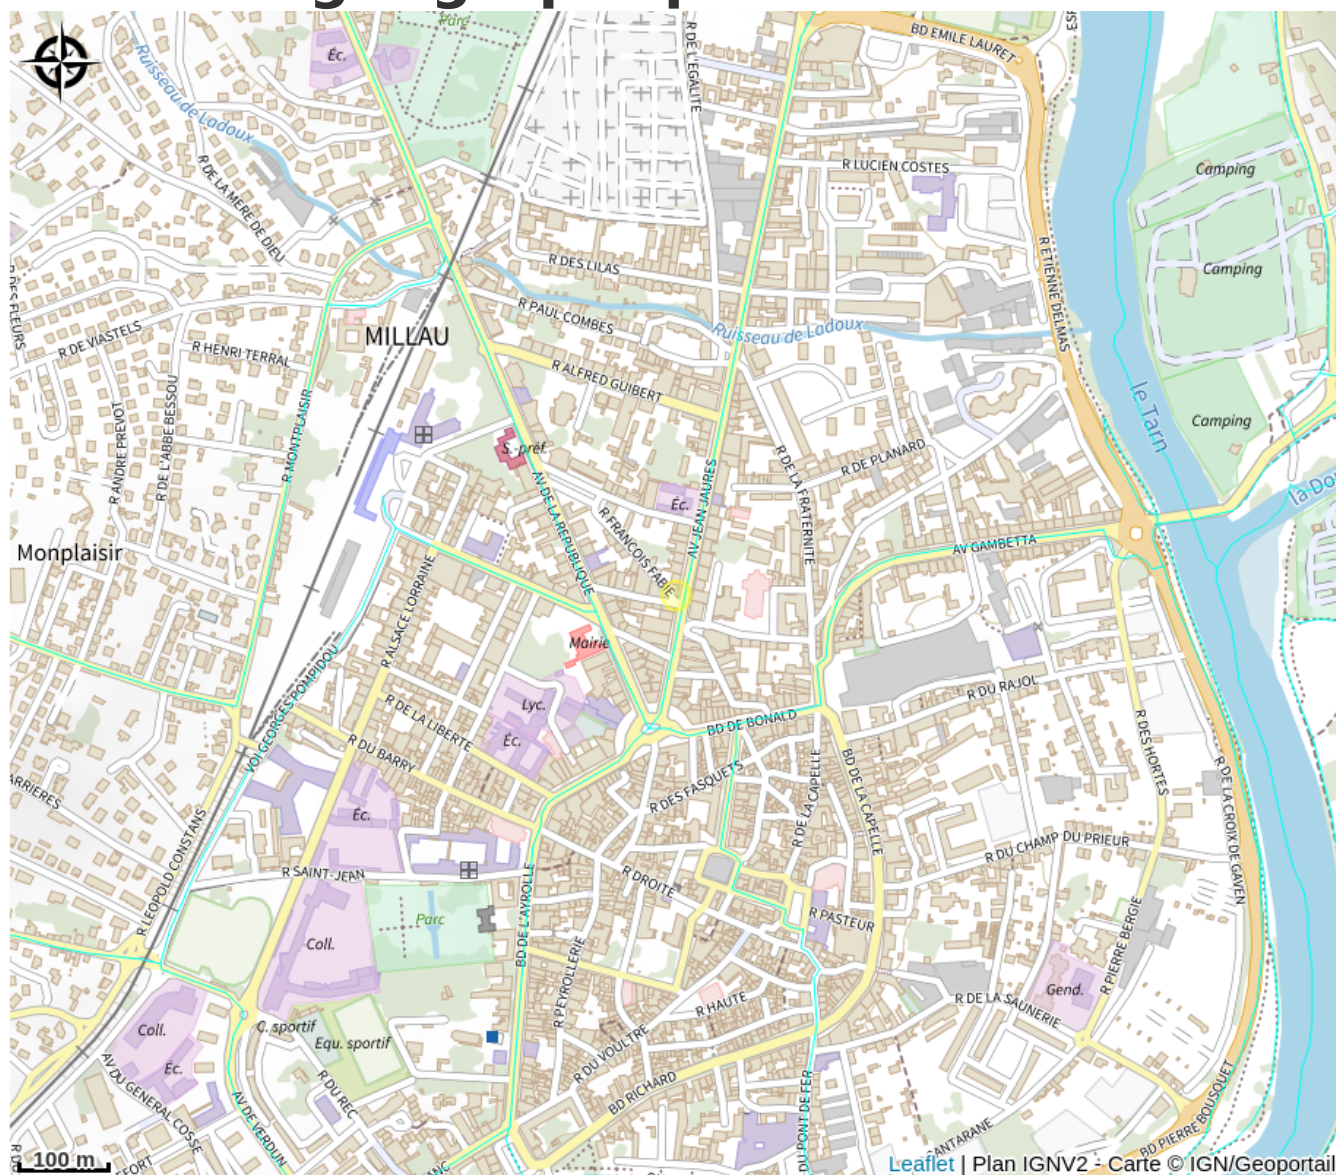 Parc
Éc.
R DE L'EGALITE
BD EMILE LAURET
Ruisseau de Ladoux
R LUCIEN COSTES
Camping
R DE LA MERE DE DIEU
R DES LILAS
R ETIENNE DELMAS
Camping
R DES FLEURS
R PAUL COMBES
Ruisseau de Ladoux
MILLAU
R DE VIASTELS
R HENRI TERRAL
R ALFRED GUIBERT
le Tarn
R ANDRE PREVOT
R DE L'ABBE BESSOU
R MONTPLAISIR
Camping
S.-préf.
R DE PLANARD
R DE LA FRATERNITE
Éc.
AV JEAN JAURES
AV DE LA REPUBLIQUE
R FRANCOIS FABIE
AV GAMBETTA
Monplaisir
R ALSACE LORRAINE
Mairie
VOI GEORGES POMPIDOU
R DE LA LIBERTE
Lyc.
Éc.
R DU RAJOL
BD DE BONALD
R DES HORTES
R DU BARRY
R DES FASQUETS
R DE LA CAPELLE
BD DE LA CAPELLE
R DE LA CROIX DE GAVEN
ARRIERES
Éc.
R DU CHAMP DU PRIEUR
R LEOPOLD CONSTANS
R SAINT-JEAN
R DROITE
BD DE L'AYROLLE
Parc
R PASTEUR
R PIERRE BERGIE
Coll.
R PEYROLLERIE
Gend.
R HAUTE
R DE LA SAUNERIE
Coll.
C. sportif
Equ. sportif
R DU VOULTRE
Éc.
R DU REC
BD RICHARD
AV DU GENERAL COSSE
AV DE VERDUN
DU PONT DE FER
BD PIERRE BOUSQUET
ANTARANE
100 m
Leaflet | Plan IGNV2 - Carte © IGN/Geoportail